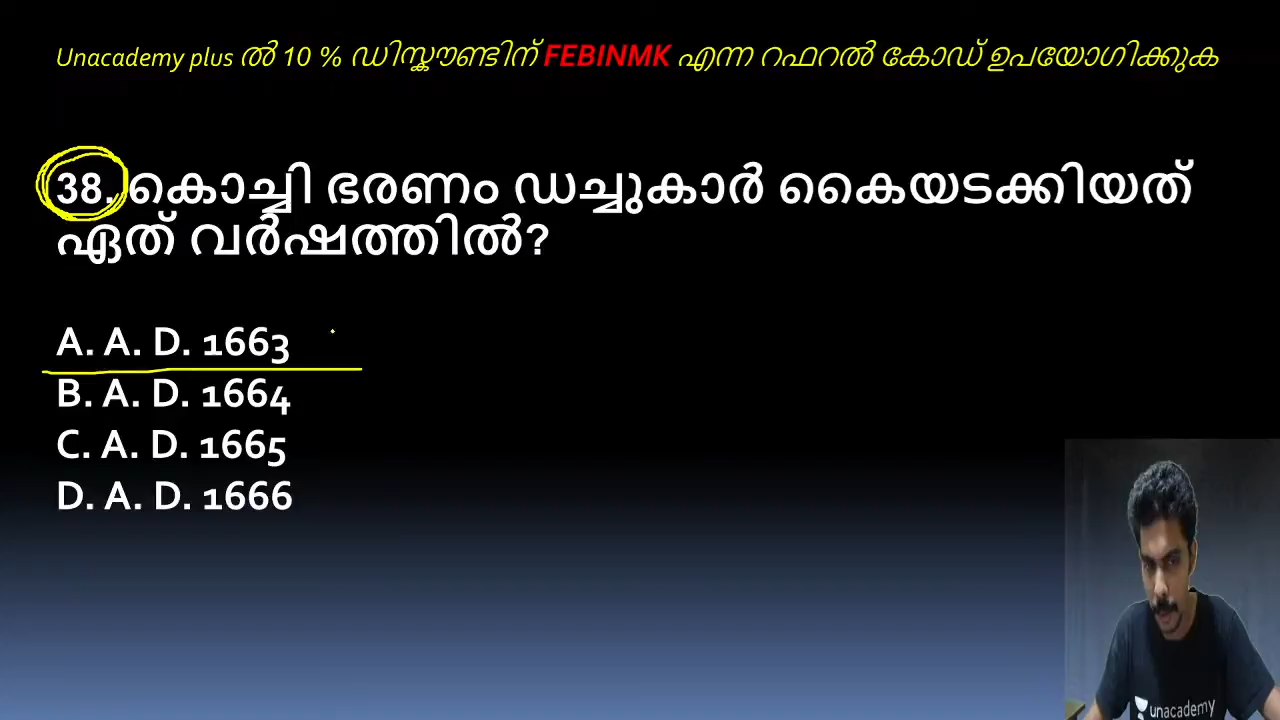 Unacademy plus ൽ 10 % ഡിസ്കൗണ്ടിന് FEBINMK എന്ന റഫറൽ കോഡ് ഉപയോഗിക്കുക
38. കൊച്ചി ഭരണം ഡച്ചുകാർ കൈയടക്കിയത്
ഏത് വർഷത്തിൽ?
A. A. D. 1663
B. A. D. 1664
C. A. D. 1665
D. A. D. 1666
unacademy